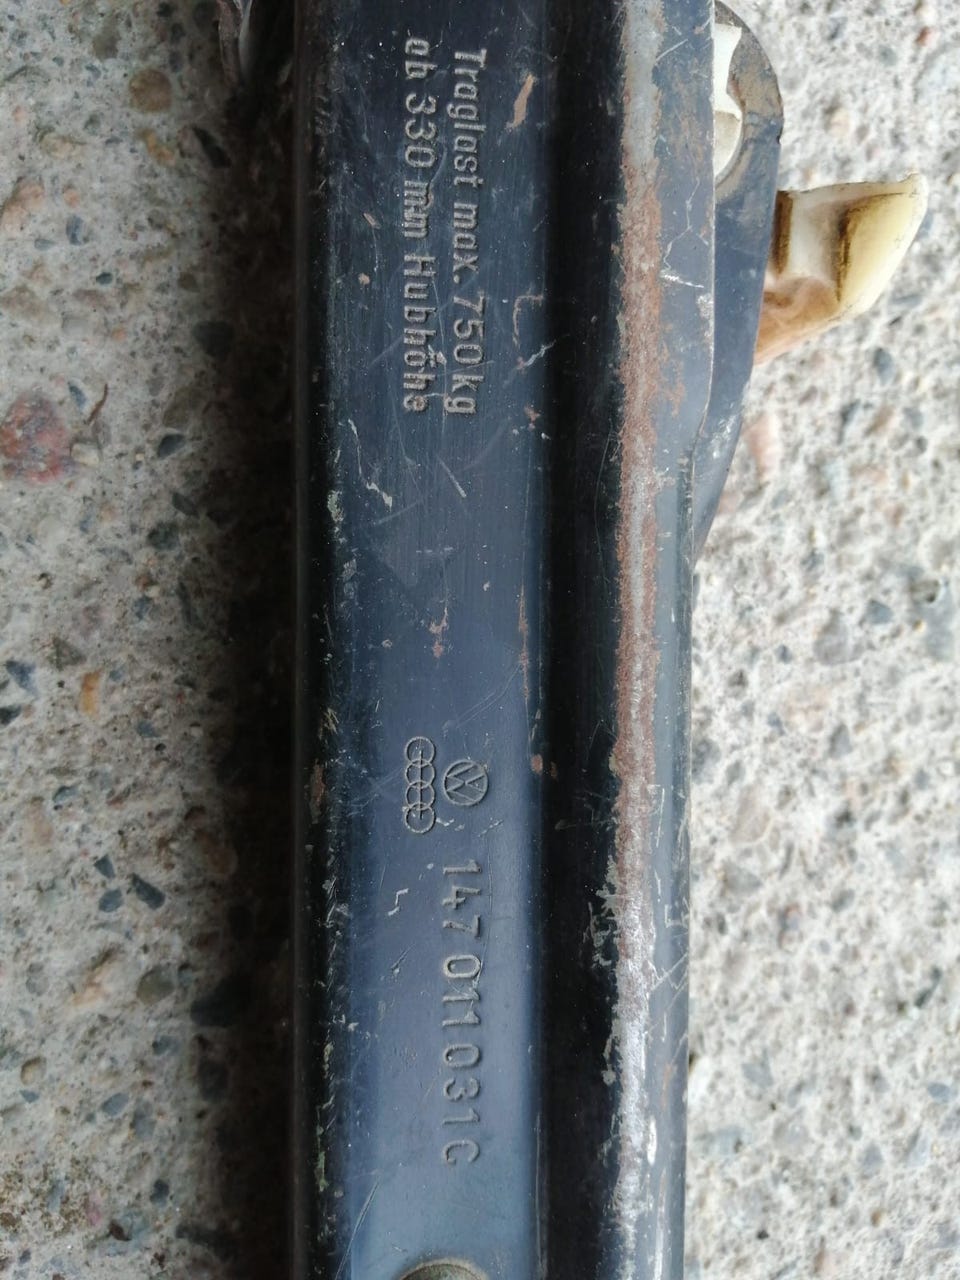 Traglast max. 750 kg
ab 330 mm Hubhöhe
147 011 031 C